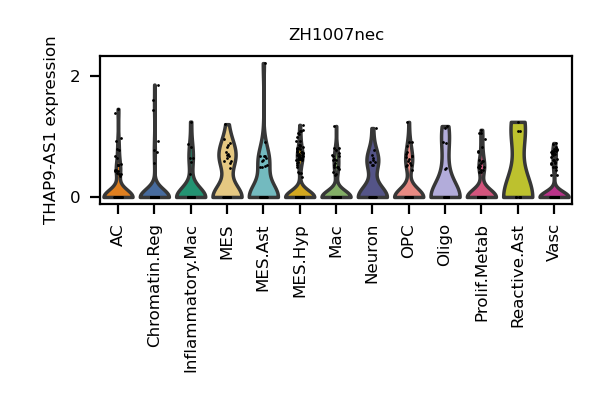 ZH1007nec
THAP9-AS1 expression
2
0
AC
Chromatin.Reg
Inflammatory.Mac
MES
MES.Ast
MES.Hyp
Mac
Neuron
OPC
Oligo
Prolif.Metab
Reactive.Ast
Vasc